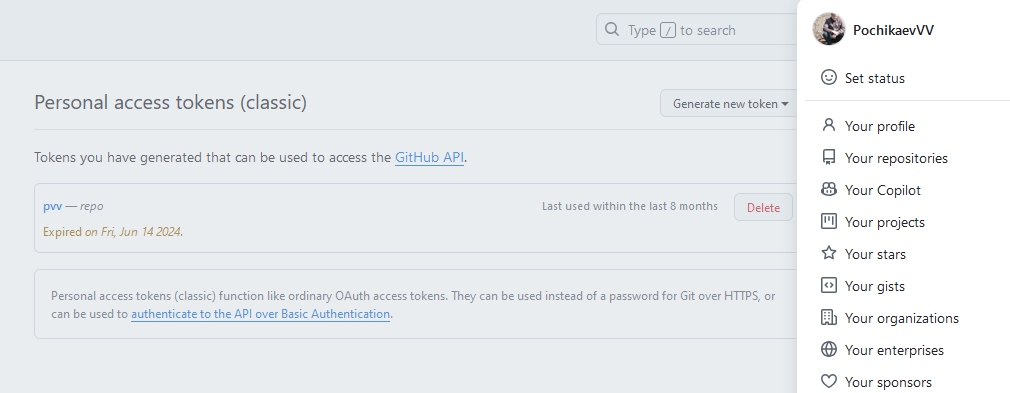 Type / to search
Personal access tokens (classic)
Generate new token
Tokens you have generated that can be used to access the GitHub API.
pvv — repo
Last used within the last 8 months
Delete
Expired on Fri, Jun 14 2024.
Personal access tokens (classic) function like ordinary OAuth access tokens. They can be used instead of a password for Git over HTTPS, or
can be used to authenticate to the API over Basic Authentication.
PochikaevVV
Set status
Your profile
Your repositories
Your Copilot
Your projects
Your stars
Your gists
Your organizations
Your enterprises
Your sponsors